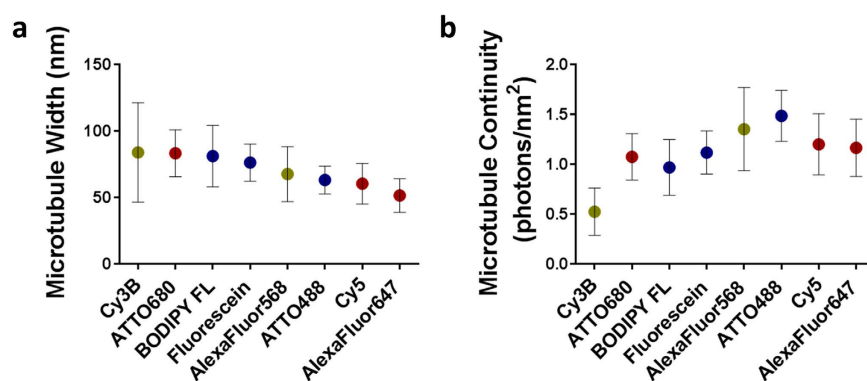 a
Microtubule Width (nm)
150
100
50
0
Cy3B
ATTO680
BODIPY FL
Fluorescein
AlexaFluor568
ATTO488
Cy5
AlexaFluor647
b
Microtubule Continuity
(photons/nm²)
2.0
1.5
1.0
0.5
0.0
Cy3B
ATTO680
BODIPY FL
Fluorescein
AlexaFluor568
ATTO488
Cy5
AlexaFluor647